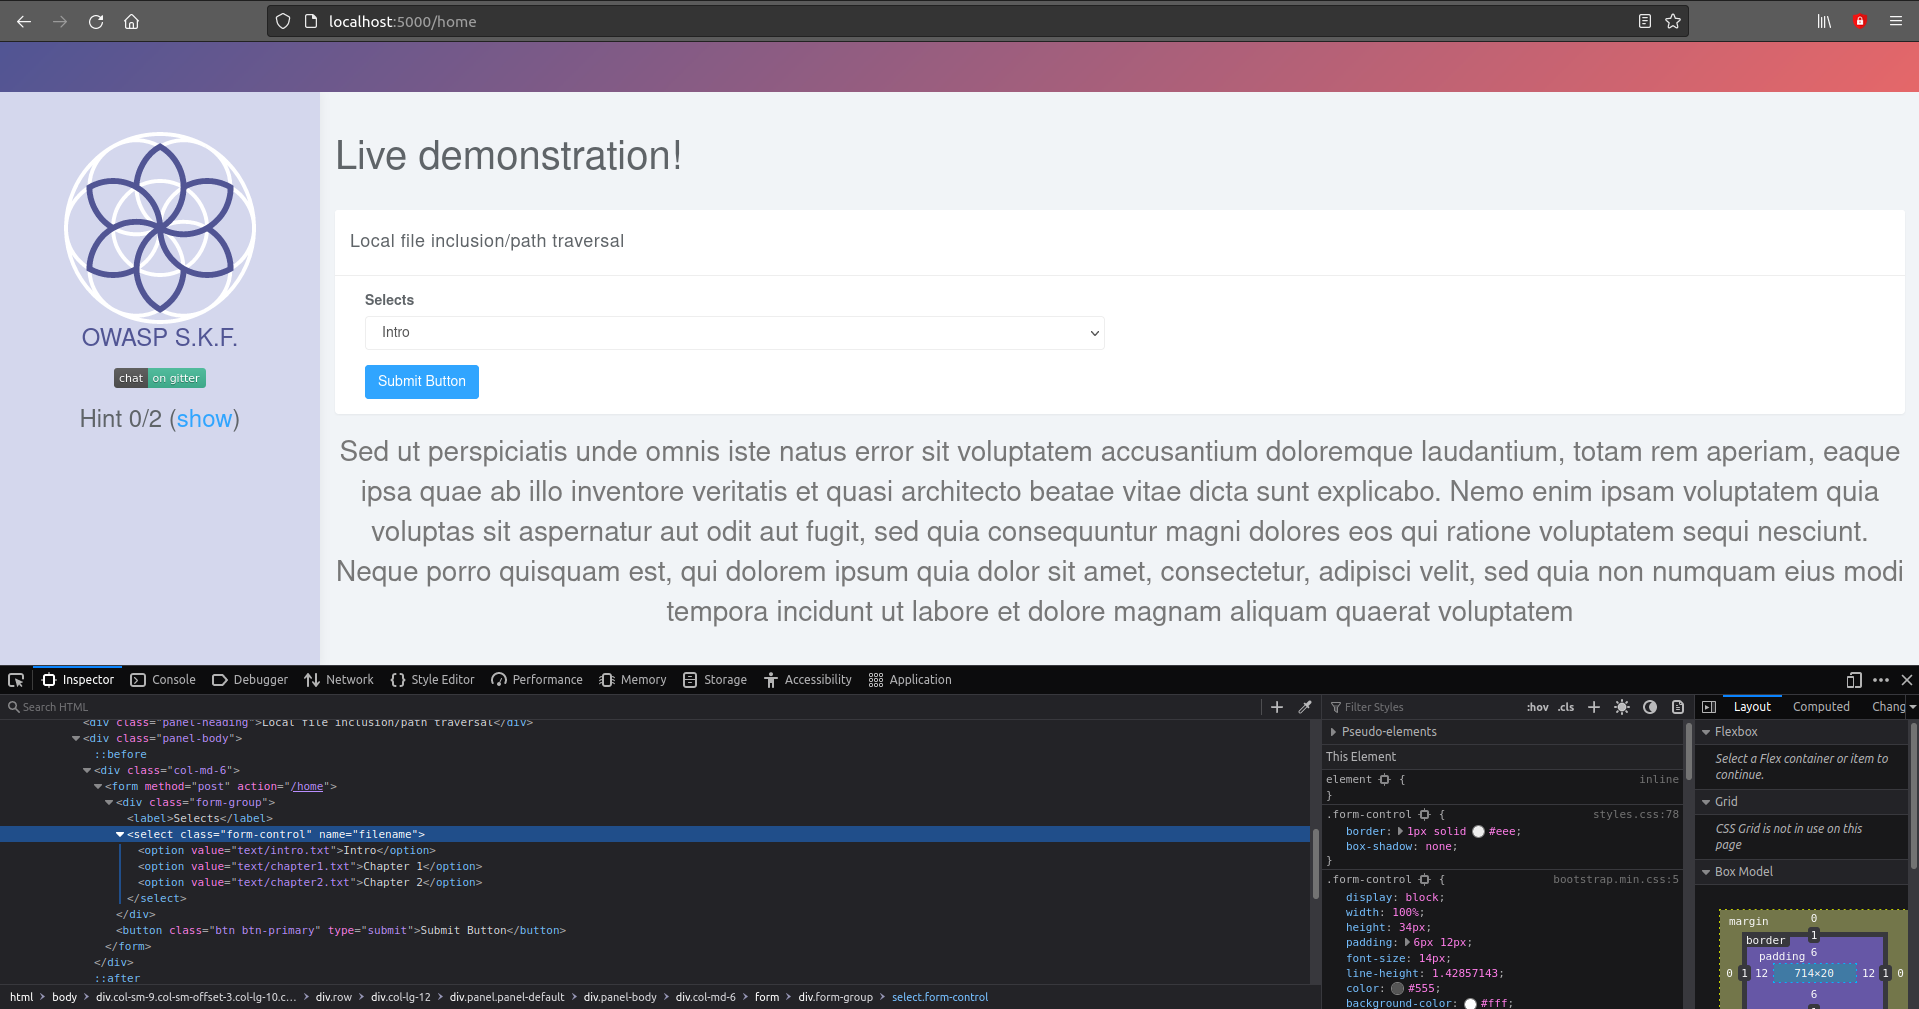 localhost:5000/home
OWASP S.K.F.
chat on gitter
Hint 0/2 (show)
Live demonstration!
Local file inclusion/path traversal
Selects
Intro
Submit Button
Sed ut perspiciatis unde omnis iste natus error sit voluptatem accusantium doloremque laudantium, totam rem aperiam, eaque
ipsa quae ab illo inventore veritatis et quasi architecto beatae vitae dicta sunt explicabo. Nemo enim ipsam voluptatem quia
voluptas sit aspernatur aut odit aut fugit, sed quia consequuntur magni dolores eos qui ratione voluptatem sequi nesciunt.
Neque porro quisquam est, qui dolorem ipsum quia dolor sit amet, consectetur, adipisci velit, sed quia non numquam eius modi
tempora incidunt ut labore et dolore magnam aliquam quaerat voluptatem
Inspector Console Debugger Network Style Editor Performance Memory Storage Accessibility Application
Search HTML
<div class="panel-heading">Local file inclusion/path traversal</div>
<div class="panel-body">
::before
<div class="col-md-6">
<form method="post" action="/home">
<div class="form-group">
<label>Selects</label>
<select class="form-control" name="filename">
<option value="text/intro.txt">Intro</option>
<option value="text/chapter1.txt">Chapter 1</option>
<option value="text/chapter2.txt">Chapter 2</option>
</select>
</div>
<button class="btn btn-primary" type="submit">Submit Button</button>
</form>
</div>
::after
html > body > div.col-sm-9.col-sm-offset-3.col-lg-10.c... > div.row > div.col-lg-12 > div.panel.panel-default > div.panel-body > div.col-md-6 > form > div.form-group > select.form-control
Filter Styles :hov .cls
Pseudo-elements
This Element
element { inline
}
.form-control { styles.css:78
border: 1px solid #eee;
box-shadow: none;
}
.form-control { bootstrap.min.css:5
display: block;
width: 100%;
height: 34px;
padding: 6px 12px;
font-size: 14px;
line-height: 1.42857143;
color: #555;
background-color: #fff;
Layout Computed Chang
Flexbox
Select a Flex container or item to
continue.
Grid
CSS Grid is not in use on this
page
Box Model
margin 0
border 1
padding 6
0 1 12 714×20 12 1 0
6